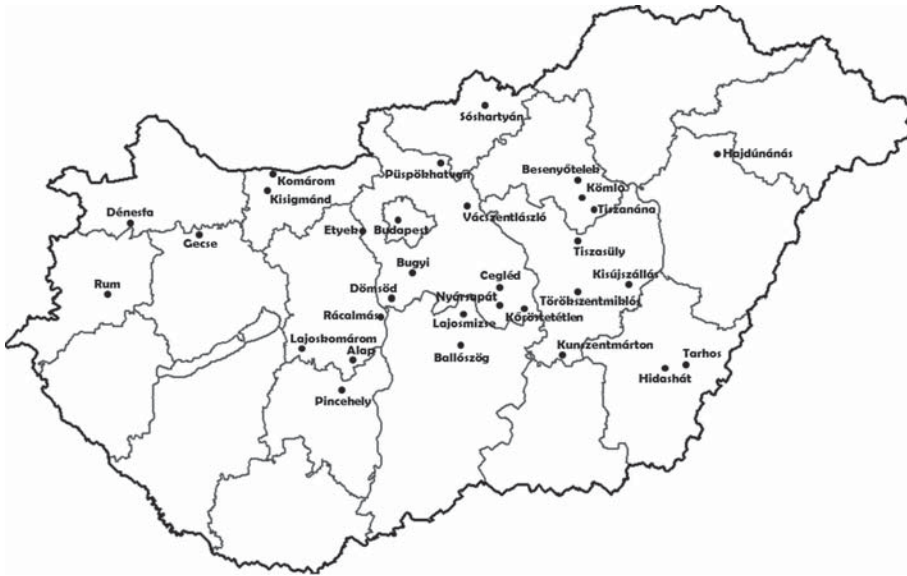 Sóshartyán
Hajdúnánás
Püspökhatvan
Besenyőtelek
Komárom
Kömlő
Kisigmánd
Tiszanána
Vácszentlászló
Dénesfa
Budapest
Etyek
Gecse
Tiszasüly
Bugyi
Cegléd
Kisújszállás
Rum
Dömsöd
Nyársapát
Törökszentmiklós
Rácalmás
Lajosmizse
Kőröstetétlen
Lajoskomárom
Alap
Ballószög
Kunszentmárton
Tarhos
Hidashát
Pincehely